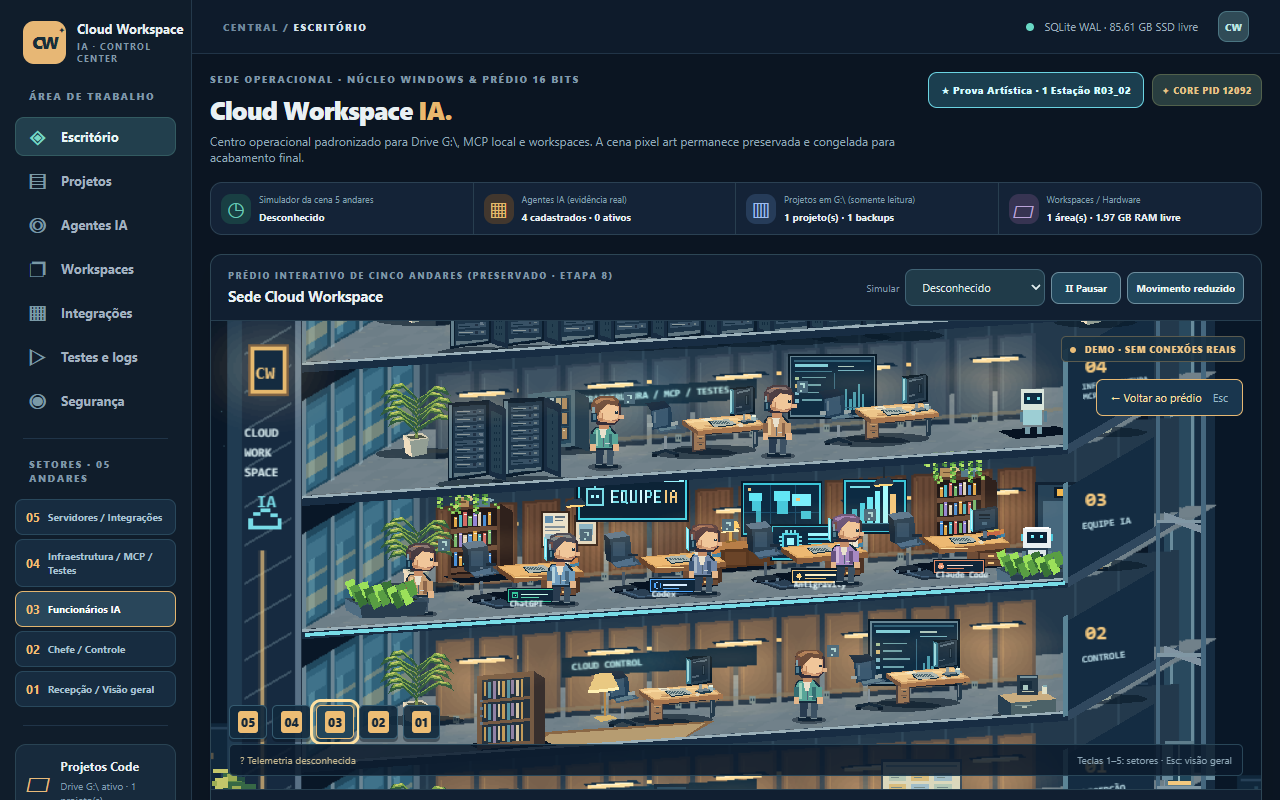 CW
Cloud Workspace
IA · CONTROL
CENTER
ÁREA DE TRABALHO
Escritório
Projetos
Agentes IA
Workspaces
Integrações
Testes e logs
Segurança
SETORES · 05
ANDARES
05 Servidores / Integrações
04 Infraestrutura / MCP /
Testes
03 Funcionários IA
02 Chefe / Controle
01 Recepção / Visão geral
Projetos Code
Drive G:\ ativo · 1
projeto(s)
CENTRAL / ESCRITÓRIO
SQLite WAL · 85.61 GB SSD livre
CW
SEDE OPERACIONAL · NÚCLEO WINDOWS & PRÉDIO 16 BITS
Cloud Workspace IA.
Centro operacional padronizado para Drive G:\, MCP local e workspaces. A cena pixel art permanece preservada e congelada para
acabamento final.
★ Prova Artística · 1 Estação R03_02
✦ CORE PID 12092
Simulador da cena 5 andares
Desconhecido
Agentes IA (evidência real)
4 cadastrados · 0 ativos
Projetos em G:\ (somente leitura)
1 projeto(s) · 1 backups
Workspaces / Hardware
1 área(s) · 1.97 GB RAM livre
PRÉDIO INTERATIVO DE CINCO ANDARES (PRESERVADO · ETAPA 8)
Sede Cloud Workspace
Simular
Desconhecido
II Pausar
Movimento reduzido
DEMO · SEM CONEXÕES REAIS
← Voltar ao prédio Esc
CW
CLOUD
WORK
SPACE
IA
/ MCP / TESTES
04
EQUIPE IA
03
EQUIPE IA
ChatGPT
Codex
Antigravity
Claude Code
02
CONTROLE
CLOUD CONTROL
05
04
03
02
01
? Telemetria desconhecida
Teclas 1–5: setores · Esc: visão geral
01